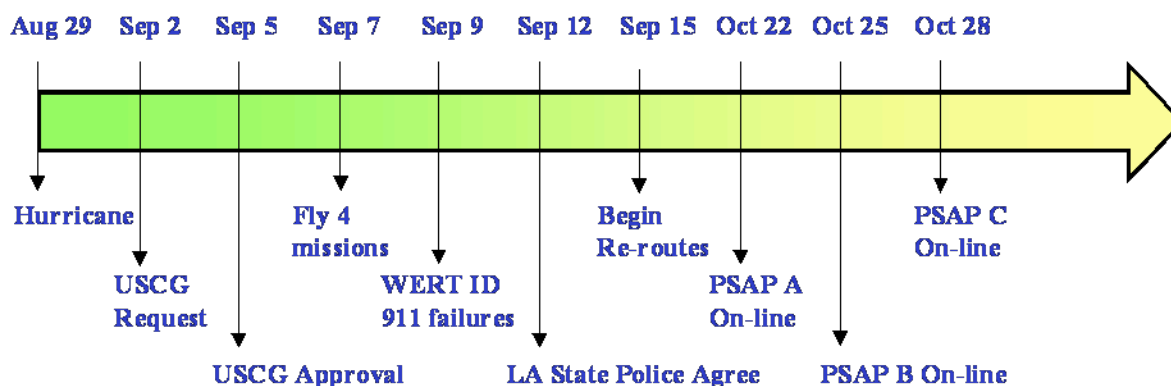 Aug 29 Sep 2 Sep 5 Sep 7 Sep 9 Sep 12 Sep 15 Oct 22 Oct 25 Oct 28
Hurricane
USCG
Request
USCG Approval
Fly 4
missions
WERT ID
911 failures
LA State Police Agree
Begin
Re-routes
PSAP A
On-line
PSAP B On-line
PSAP C
On-line